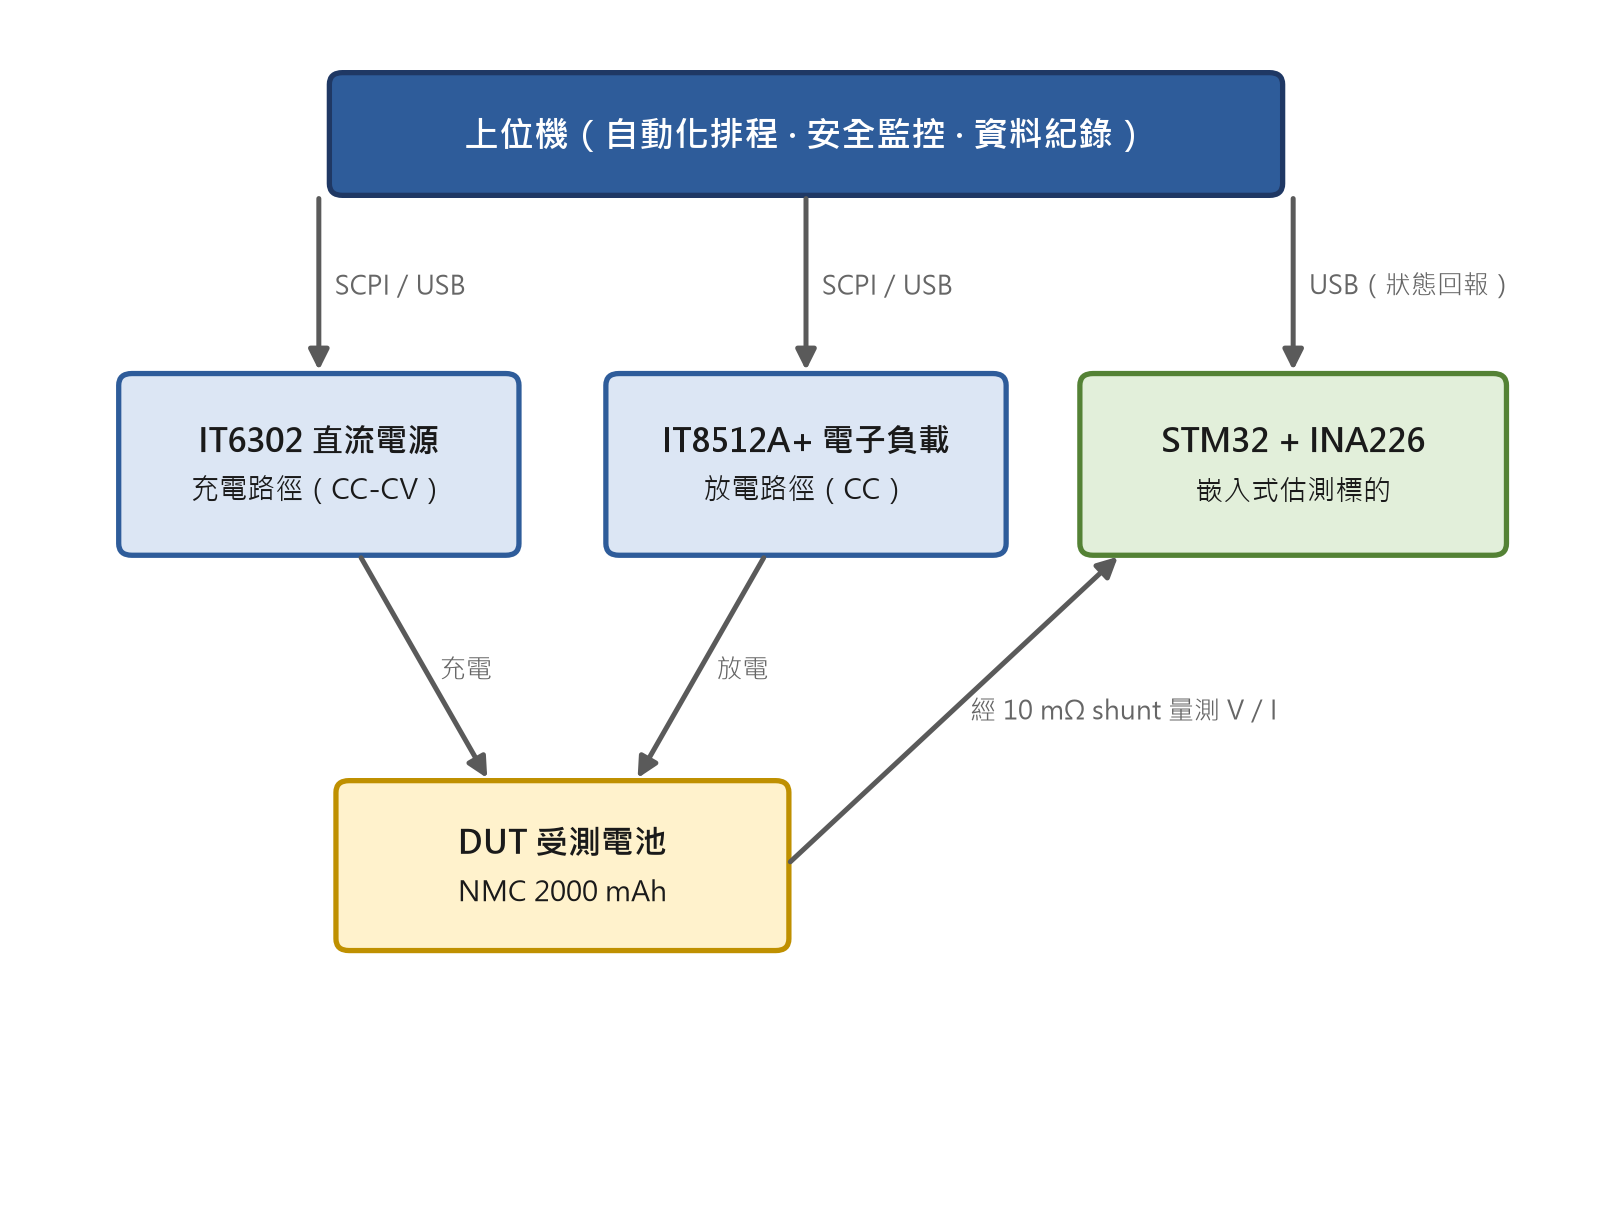 上位機（自動化排程 · 安全監控 · 資料紀錄）
SCPI / USB
SCPI / USB
USB（狀態回報）
IT6302 直流電源
充電路徑（CC-CV）
IT8512A+ 電子負載
放電路徑（CC）
STM32 + INA226
嵌入式估測標的
充電
放電
經 10 mΩ shunt 量測 V / I
DUT 受測電池
NMC 2000 mAh